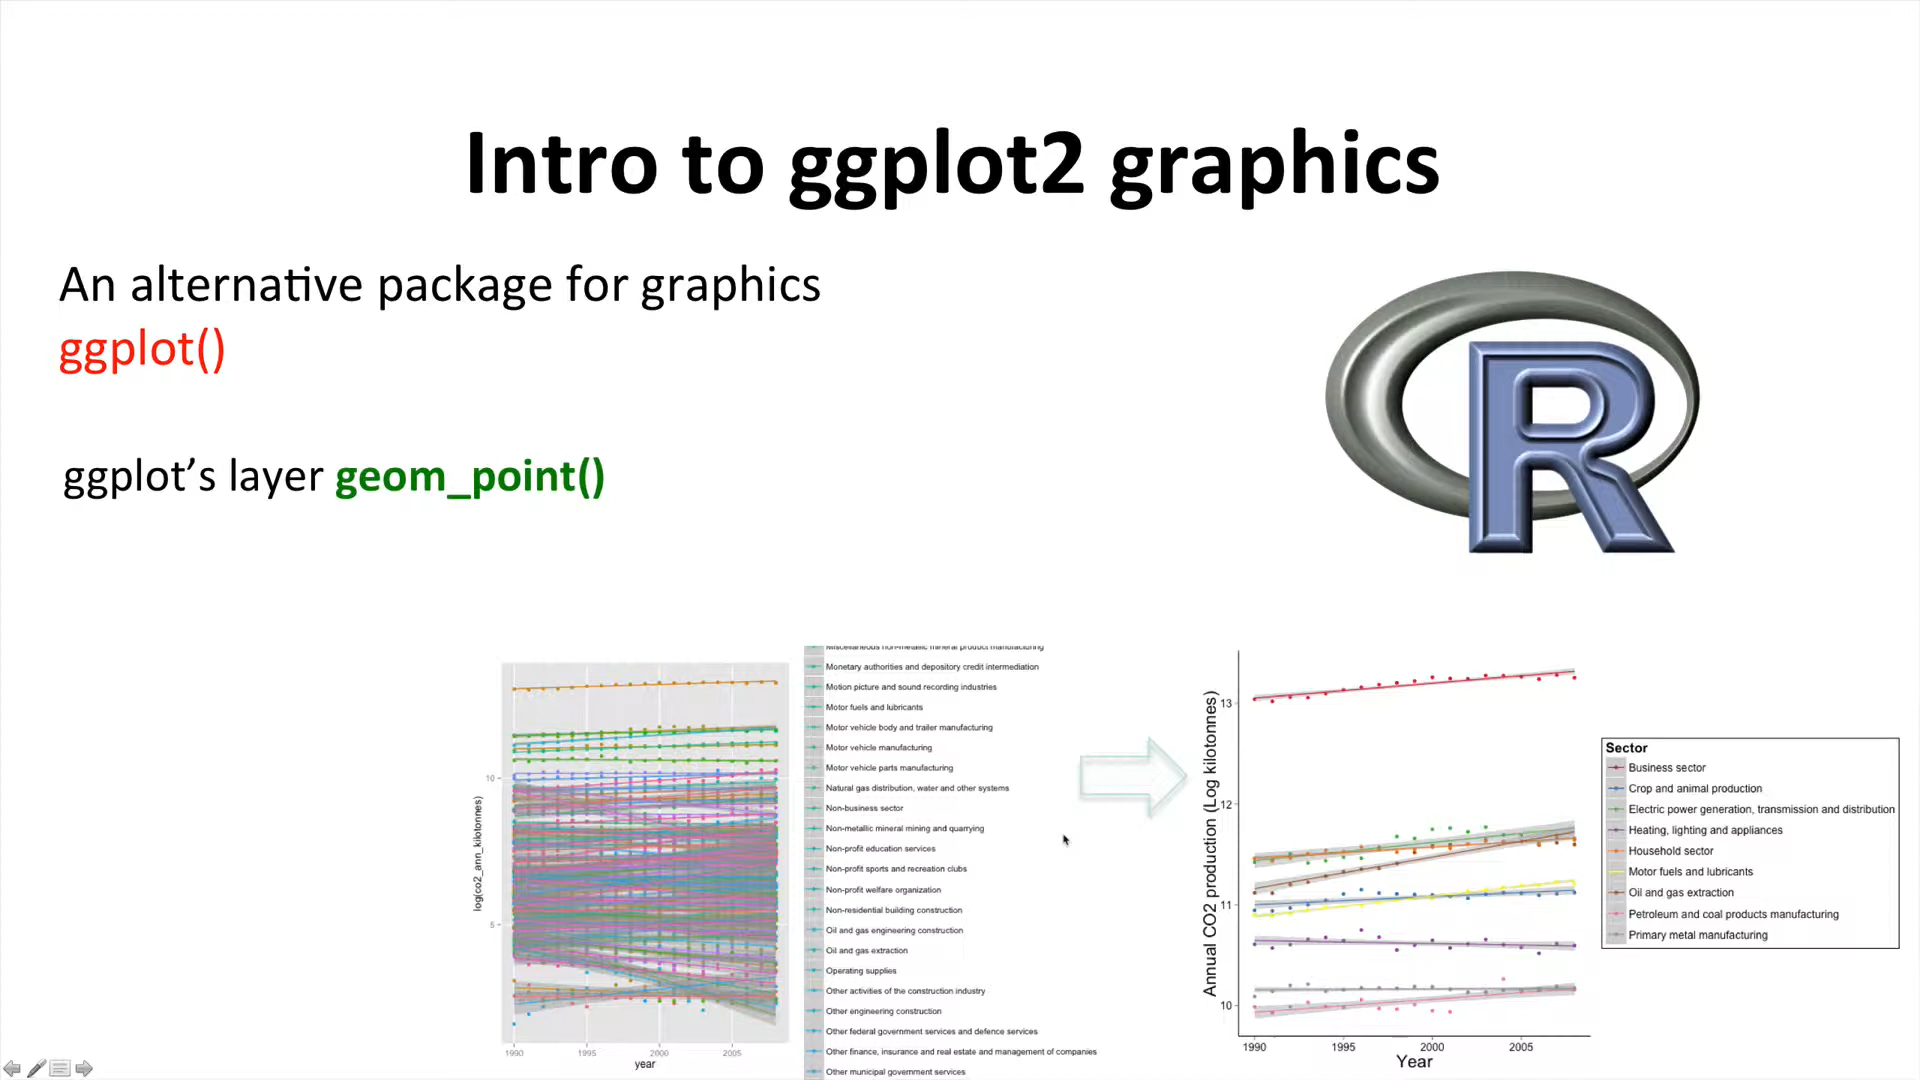 Intro to ggplot2 graphics
An alternative package for graphics
ggplot()
ggplot’s layer geom_point()
R
log(co2_ann_kilotonnes)
10
5
1990
1995
2000
2005
year
Miscellaneous non-metallic mineral product manufacturing
Monetary authorities and depository credit intermediation
Motion picture and sound recording industries
Motor fuels and lubricants
Motor vehicle body and trailer manufacturing
Motor vehicle manufacturing
Motor vehicle parts manufacturing
Natural gas distribution, water and other systems
Non-business sector
Non-metallic mineral mining and quarrying
Non-profit education services
Non-profit sports and recreation clubs
Non-profit welfare organization
Non-residential building construction
Oil and gas engineering construction
Oil and gas extraction
Operating supplies
Other activities of the construction industry
Other engineering construction
Other federal government services and defence services
Other finance, insurance and real estate and management of companies
Other municipal government services
Annual CO2 production (Log kilotonnes)
13
12
11
10
1990
1995
2000
2005
Year
Sector
Business sector
Crop and animal production
Electric power generation, transmission and distribution
Heating, lighting and appliances
Household sector
Motor fuels and lubricants
Oil and gas extraction
Petroleum and coal products manufacturing
Primary metal manufacturing